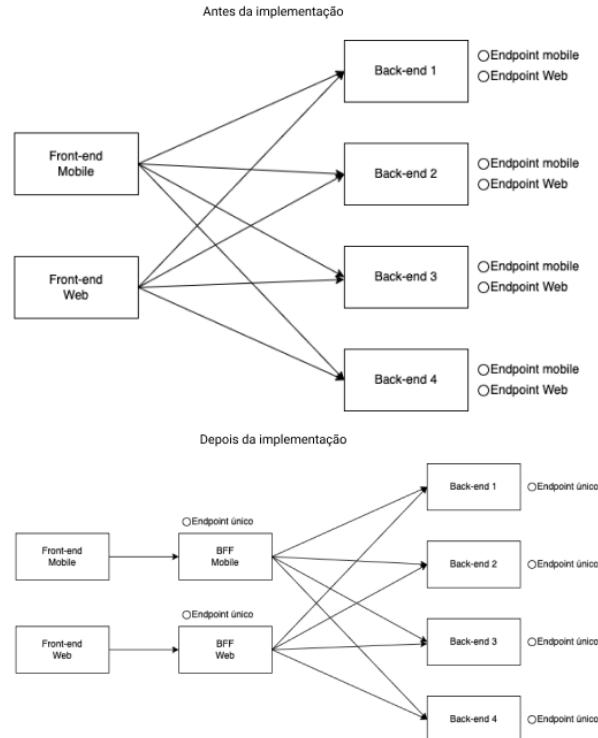 Antes da implementação
Back-end 1
Endpoint mobile
Endpoint Web
Front-end
Mobile
Back-end 2
Endpoint mobile
Endpoint Web
Front-end
Web
Back-end 3
Endpoint mobile
Endpoint Web
Back-end 4
Endpoint mobile
Endpoint Web
Depois da implementação
Back-end 1
Endpoint único
Endpoint único
Front-end
Mobile
BFF
Mobile
Back-end 2
Endpoint único
Endpoint único
Front-end
Web
BFF
Web
Back-end 3
Endpoint único
Back-end 4
Endpoint único